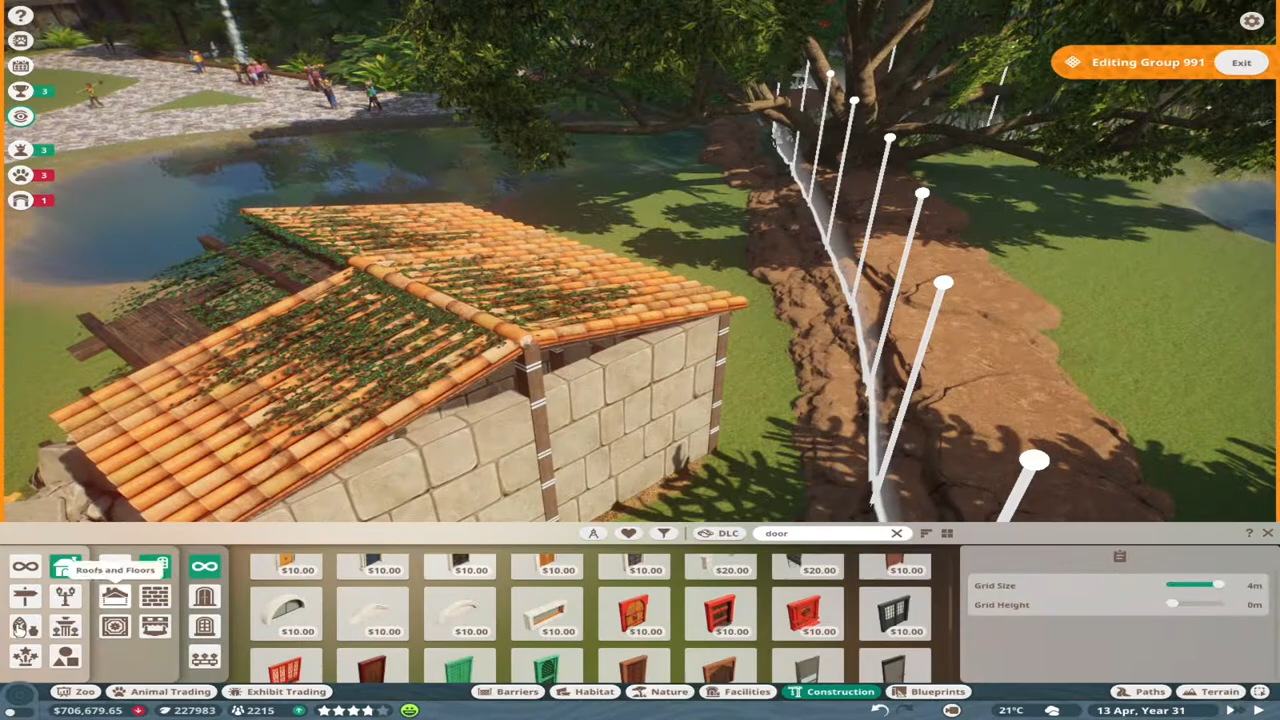 ?
Editing Group 991 Exit
3
3
3
1
DLC door ?
Roofs and Floors
$10.00 $10.00 $10.00 $10.00 $10.00 $20.00 $20.00 $10.00
Grid Size 4m
Grid Height 0m
$10.00 $10.00 $10.00 $10.00 $10.00 $10.00 $10.00 $10.00
Zoo Animal Trading Exhibit Trading Barriers Habitat Nature Facilities Construction Blueprints Paths Terrain
$706,679.65 227983 2215 21°C 13 Apr, Year 31